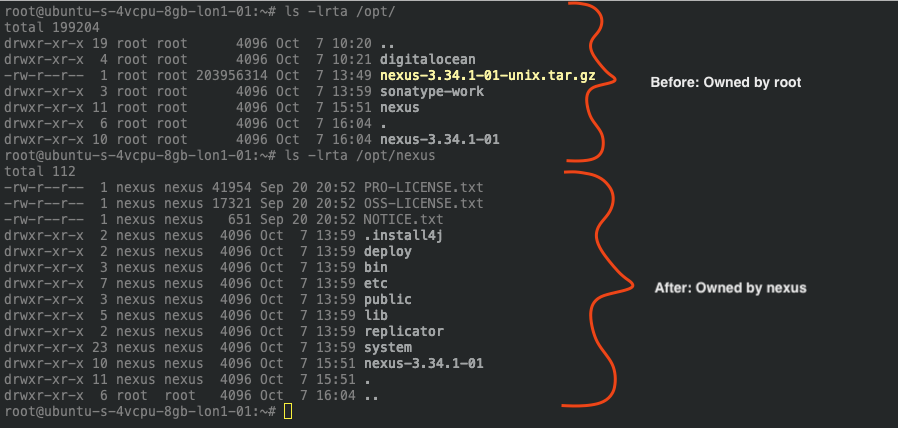 root@ubuntu-s-4vcpu-8gb-lon1-01:~# ls -lrta /opt/
total 199204
drwxr-xr-x 19 root root      4096 Oct  7 10:20 ..
drwxr-xr-x  4 root root      4096 Oct  7 10:21 digitalocean
-rw-r--r--  1 root root 203956314 Oct  7 13:49 nexus-3.34.1-01-unix.tar.gz
drwxr-xr-x  3 root root      4096 Oct  7 13:59 sonatype-work
drwxr-xr-x 11 root root      4096 Oct  7 15:51 nexus
drwxr-xr-x  6 root root      4096 Oct  7 16:04 .
drwxr-xr-x 10 root root      4096 Oct  7 16:04 nexus-3.34.1-01
Before: Owned by root
root@ubuntu-s-4vcpu-8gb-lon1-01:~# ls -lrta /opt/nexus
total 112
-rw-r--r--  1 nexus nexus 41954 Sep 20 20:52 PRO-LICENSE.txt
-rw-r--r--  1 nexus nexus 17321 Sep 20 20:52 OSS-LICENSE.txt
-rw-r--r--  1 nexus nexus   651 Sep 20 20:52 NOTICE.txt
drwxr-xr-x  2 nexus nexus  4096 Oct  7 13:59 .install4j
drwxr-xr-x  2 nexus nexus  4096 Oct  7 13:59 deploy
drwxr-xr-x  3 nexus nexus  4096 Oct  7 13:59 bin
drwxr-xr-x  7 nexus nexus  4096 Oct  7 13:59 etc
drwxr-xr-x  3 nexus nexus  4096 Oct  7 13:59 public
drwxr-xr-x  5 nexus nexus  4096 Oct  7 13:59 lib
drwxr-xr-x  2 nexus nexus  4096 Oct  7 13:59 replicator
drwxr-xr-x 23 nexus nexus  4096 Oct  7 13:59 system
drwxr-xr-x 10 nexus nexus  4096 Oct  7 15:51 nexus-3.34.1-01
drwxr-xr-x 11 nexus nexus  4096 Oct  7 15:51 .
drwxr-xr-x  6 root  root   4096 Oct  7 16:04 ..
root@ubuntu-s-4vcpu-8gb-lon1-01:~#
After: Owned by nexus